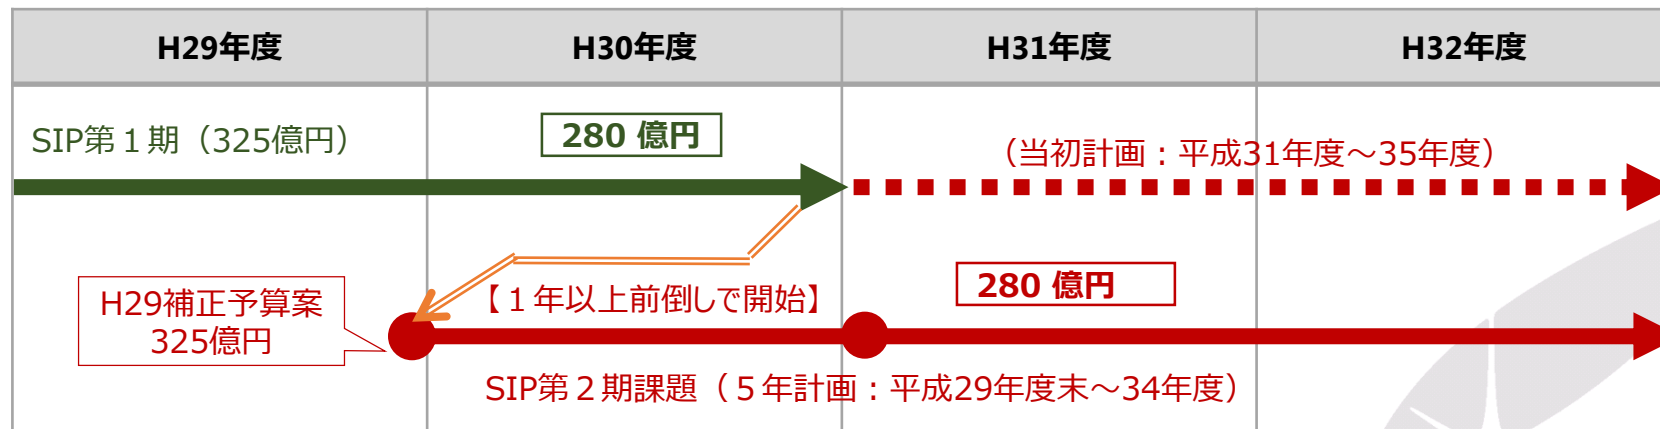 H29年度
H30年度
H31年度
H32年度
SIP第１期（325億円）
280 億円
（当初計画：平成31年度～35年度）
H29補正予算案
325億円
【１年以上前倒しで開始】
280 億円
SIP第２期課題（５年計画：平成29年度末～34年度）